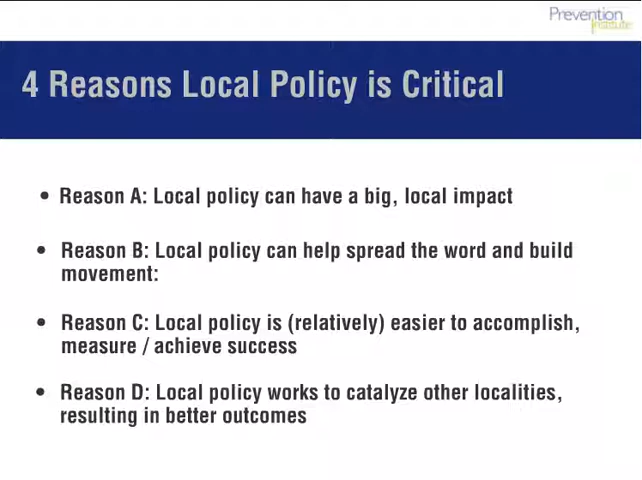 Prevention
Institute
4 Reasons Local Policy is Critical
• Reason A: Local policy can have a big, local impact
• Reason B: Local policy can help spread the word and build
movement:
• Reason C: Local policy is (relatively) easier to accomplish,
measure / achieve success
• Reason D: Local policy works to catalyze other localities,
resulting in better outcomes